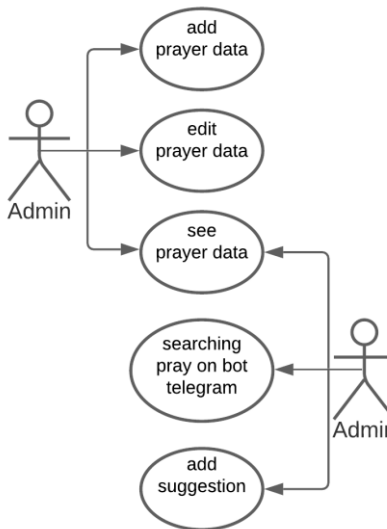 add
prayer data
edit
prayer data
Admin
see
prayer data
searching
pray on bot
telegram
Admin
add
suggestion